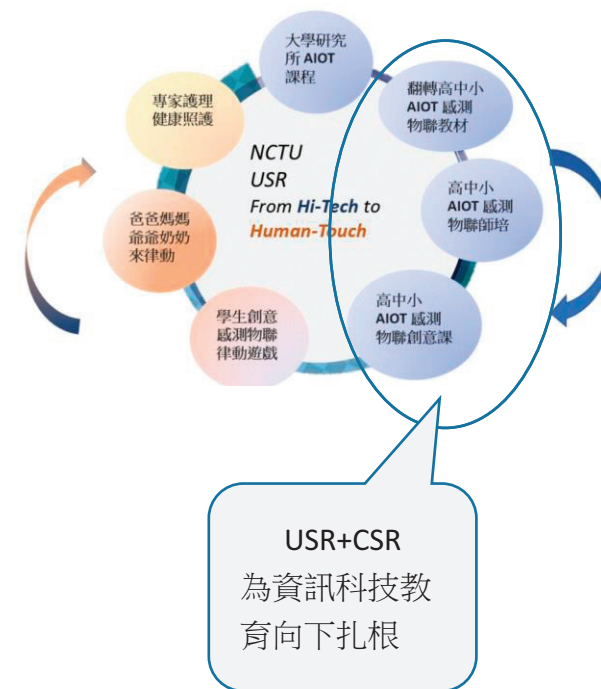 大學研究
所 AIOT
課程
翻轉高中小
AIOT 感測
物聯教材
高中小
AIOT 感測
物聯師培
高中小
AIOT 感測
物聯創意課
學生創意
感測物聯
律動遊戲
爸爸媽媽
爺爺奶奶
來律動
專家護理
健康照護
NCTU
USR
From Hi-Tech to
Human-Touch
USR+CSR
為資訊科技教
育向下扎根